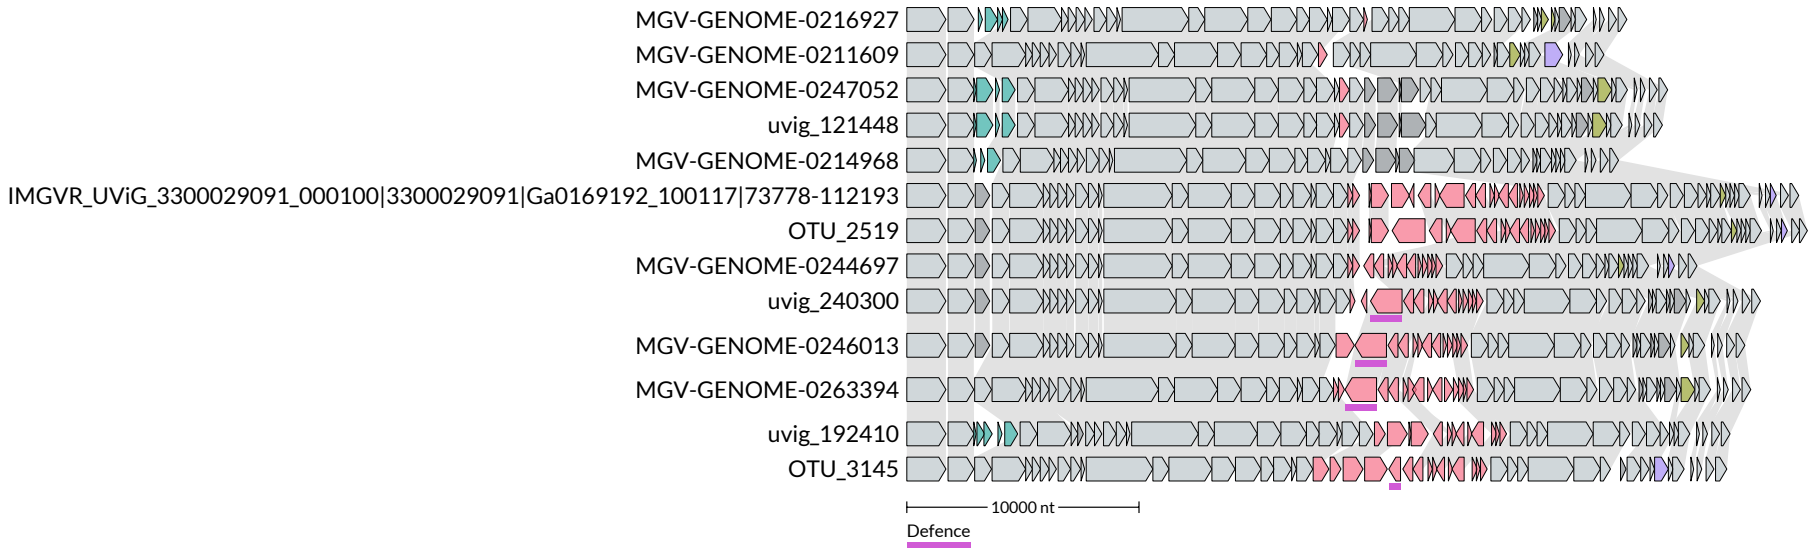 MGV-GENOME-0216927
MGV-GENOME-0211609
MGV-GENOME-0247052
uvig_121448
MGV-GENOME-0214968
IMGVR_UViG_3300029091_000100|3300029091|Ga0169192_100117|73778-112193
OTU_2519
MGV-GENOME-0244697
uvig_240300
MGV-GENOME-0246013
MGV-GENOME-0263394
uvig_192410
OTU_3145
10000 nt
Defence